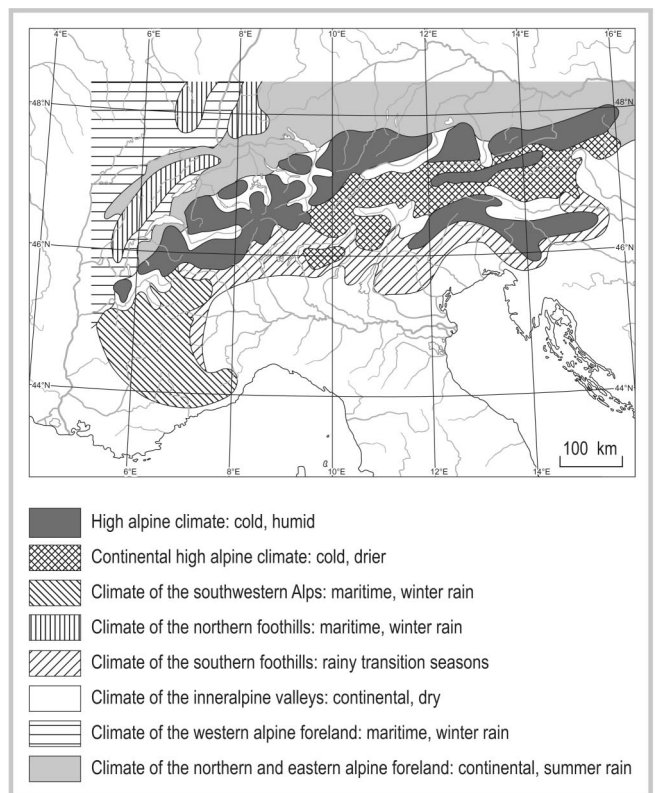 4°E 6°E 8°E 10°E 12°E 14°E 16°E
48°N 48°N
46°N 46°N
44°N 44°N
100 km
6°E 8°E 10°E 12°E 14°E
High alpine climate: cold, humid
Continental high alpine climate: cold, drier
Climate of the southwestern Alps: maritime, winter rain
Climate of the northern foothills: maritime, winter rain
Climate of the southern foothills: rainy transition seasons
Climate of the inneralpine valleys: continental, dry
Climate of the western alpine foreland: maritime, winter rain
Climate of the northern and eastern alpine foreland: continental, summer rain